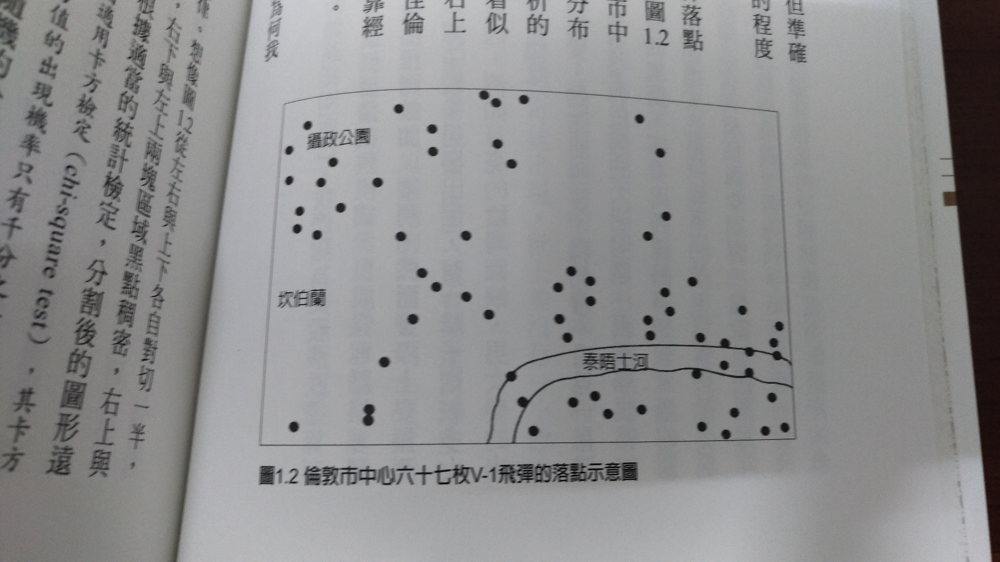 但準確
的程度
落點
圖1.2
市中
分布
析的
看似
右上
住倫
靠經
。
為何我
攝政公園
坎伯蘭
泰晤士河
圖1.2 倫敦市中心六十七枚V-1飛彈的落點示意圖
。想像圖1.2從左右與上下各自對切一半，
，右下與左上兩塊區域黑點稠密，右上與
擁適當的統計檢定，分割後的圖形遠
適用卡方檢定（chi-square test），其卡方
值的出現機率只有千分之